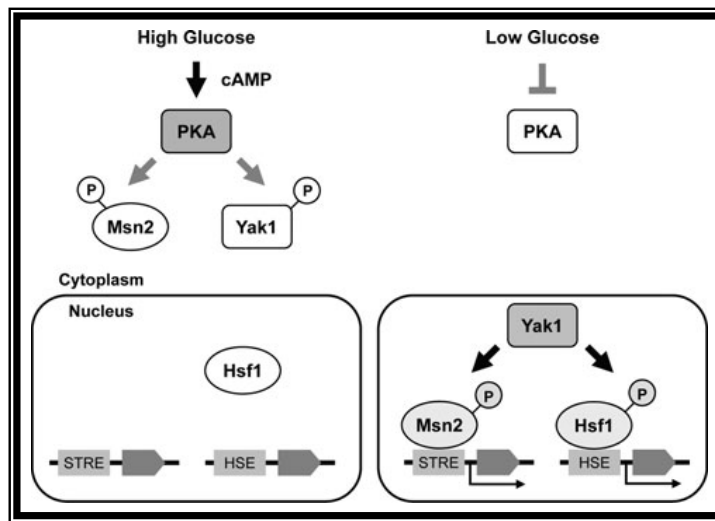 High Glucose
Low Glucose
cAMP
PKA
PKA
P
P
Msn2
Yak1
Cytoplasm
Nucleus
Yak1
Hsf1
P
P
Msn2
Hsf1
STRE
HSE
STRE
HSE